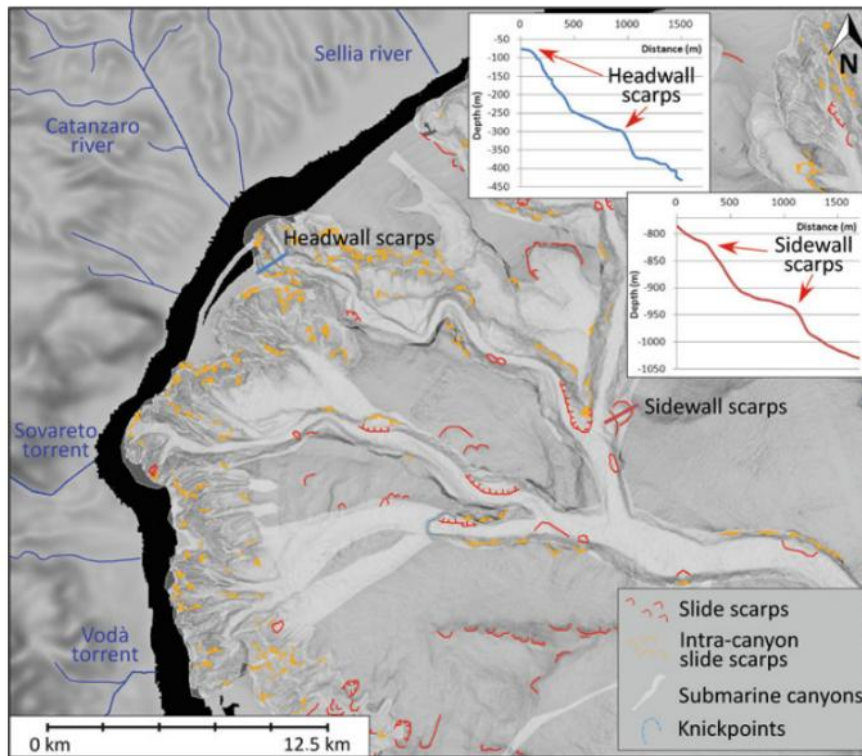 Sellia river
Catanzaro
river
Sovareto
torrent
Vodà
torrent
Headwall scarps
Sidewall scarps
0 500 1000 1500
Distance (m)
-50
-100
-150
-200
-250
-300
-350
-400
-450
Depth (m)
Headwall
scarps
N
0 500 1000
Distance (m)
-800
-850
-900
-950
-1000
-1050
Depth (m)
Sidewall
scarps
Slide scarps
Intra-canyon
slide scarps
Submarine canyons
Knickpoints
0 km 12.5 km